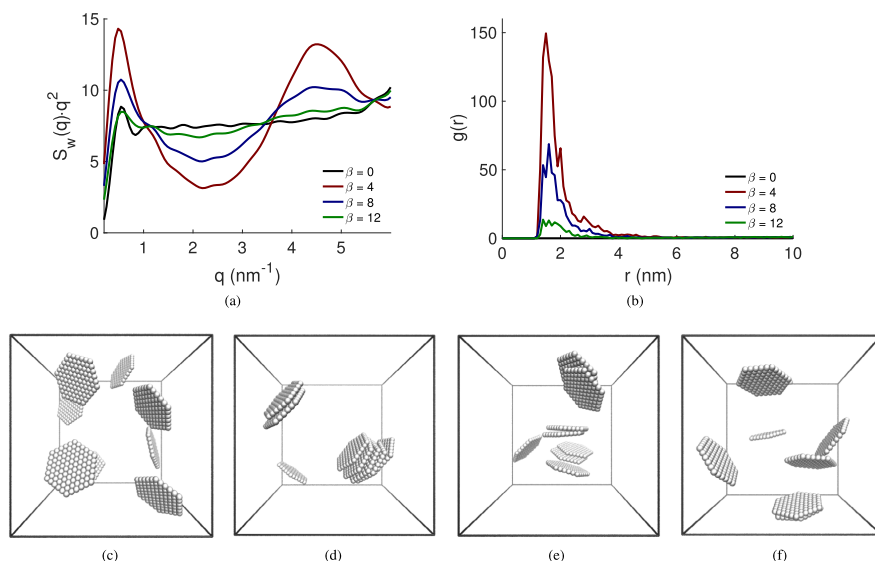 15
10
5
0
S_w(q)·q²
1 2 3 4 5
q (nm⁻¹)
β = 0
β = 4
β = 8
β = 12
(a)
150
100
50
0
g(r)
0 2 4 6 8 10
r (nm)
β = 0
β = 4
β = 8
β = 12
(b)
(c) (d) (e) (f)